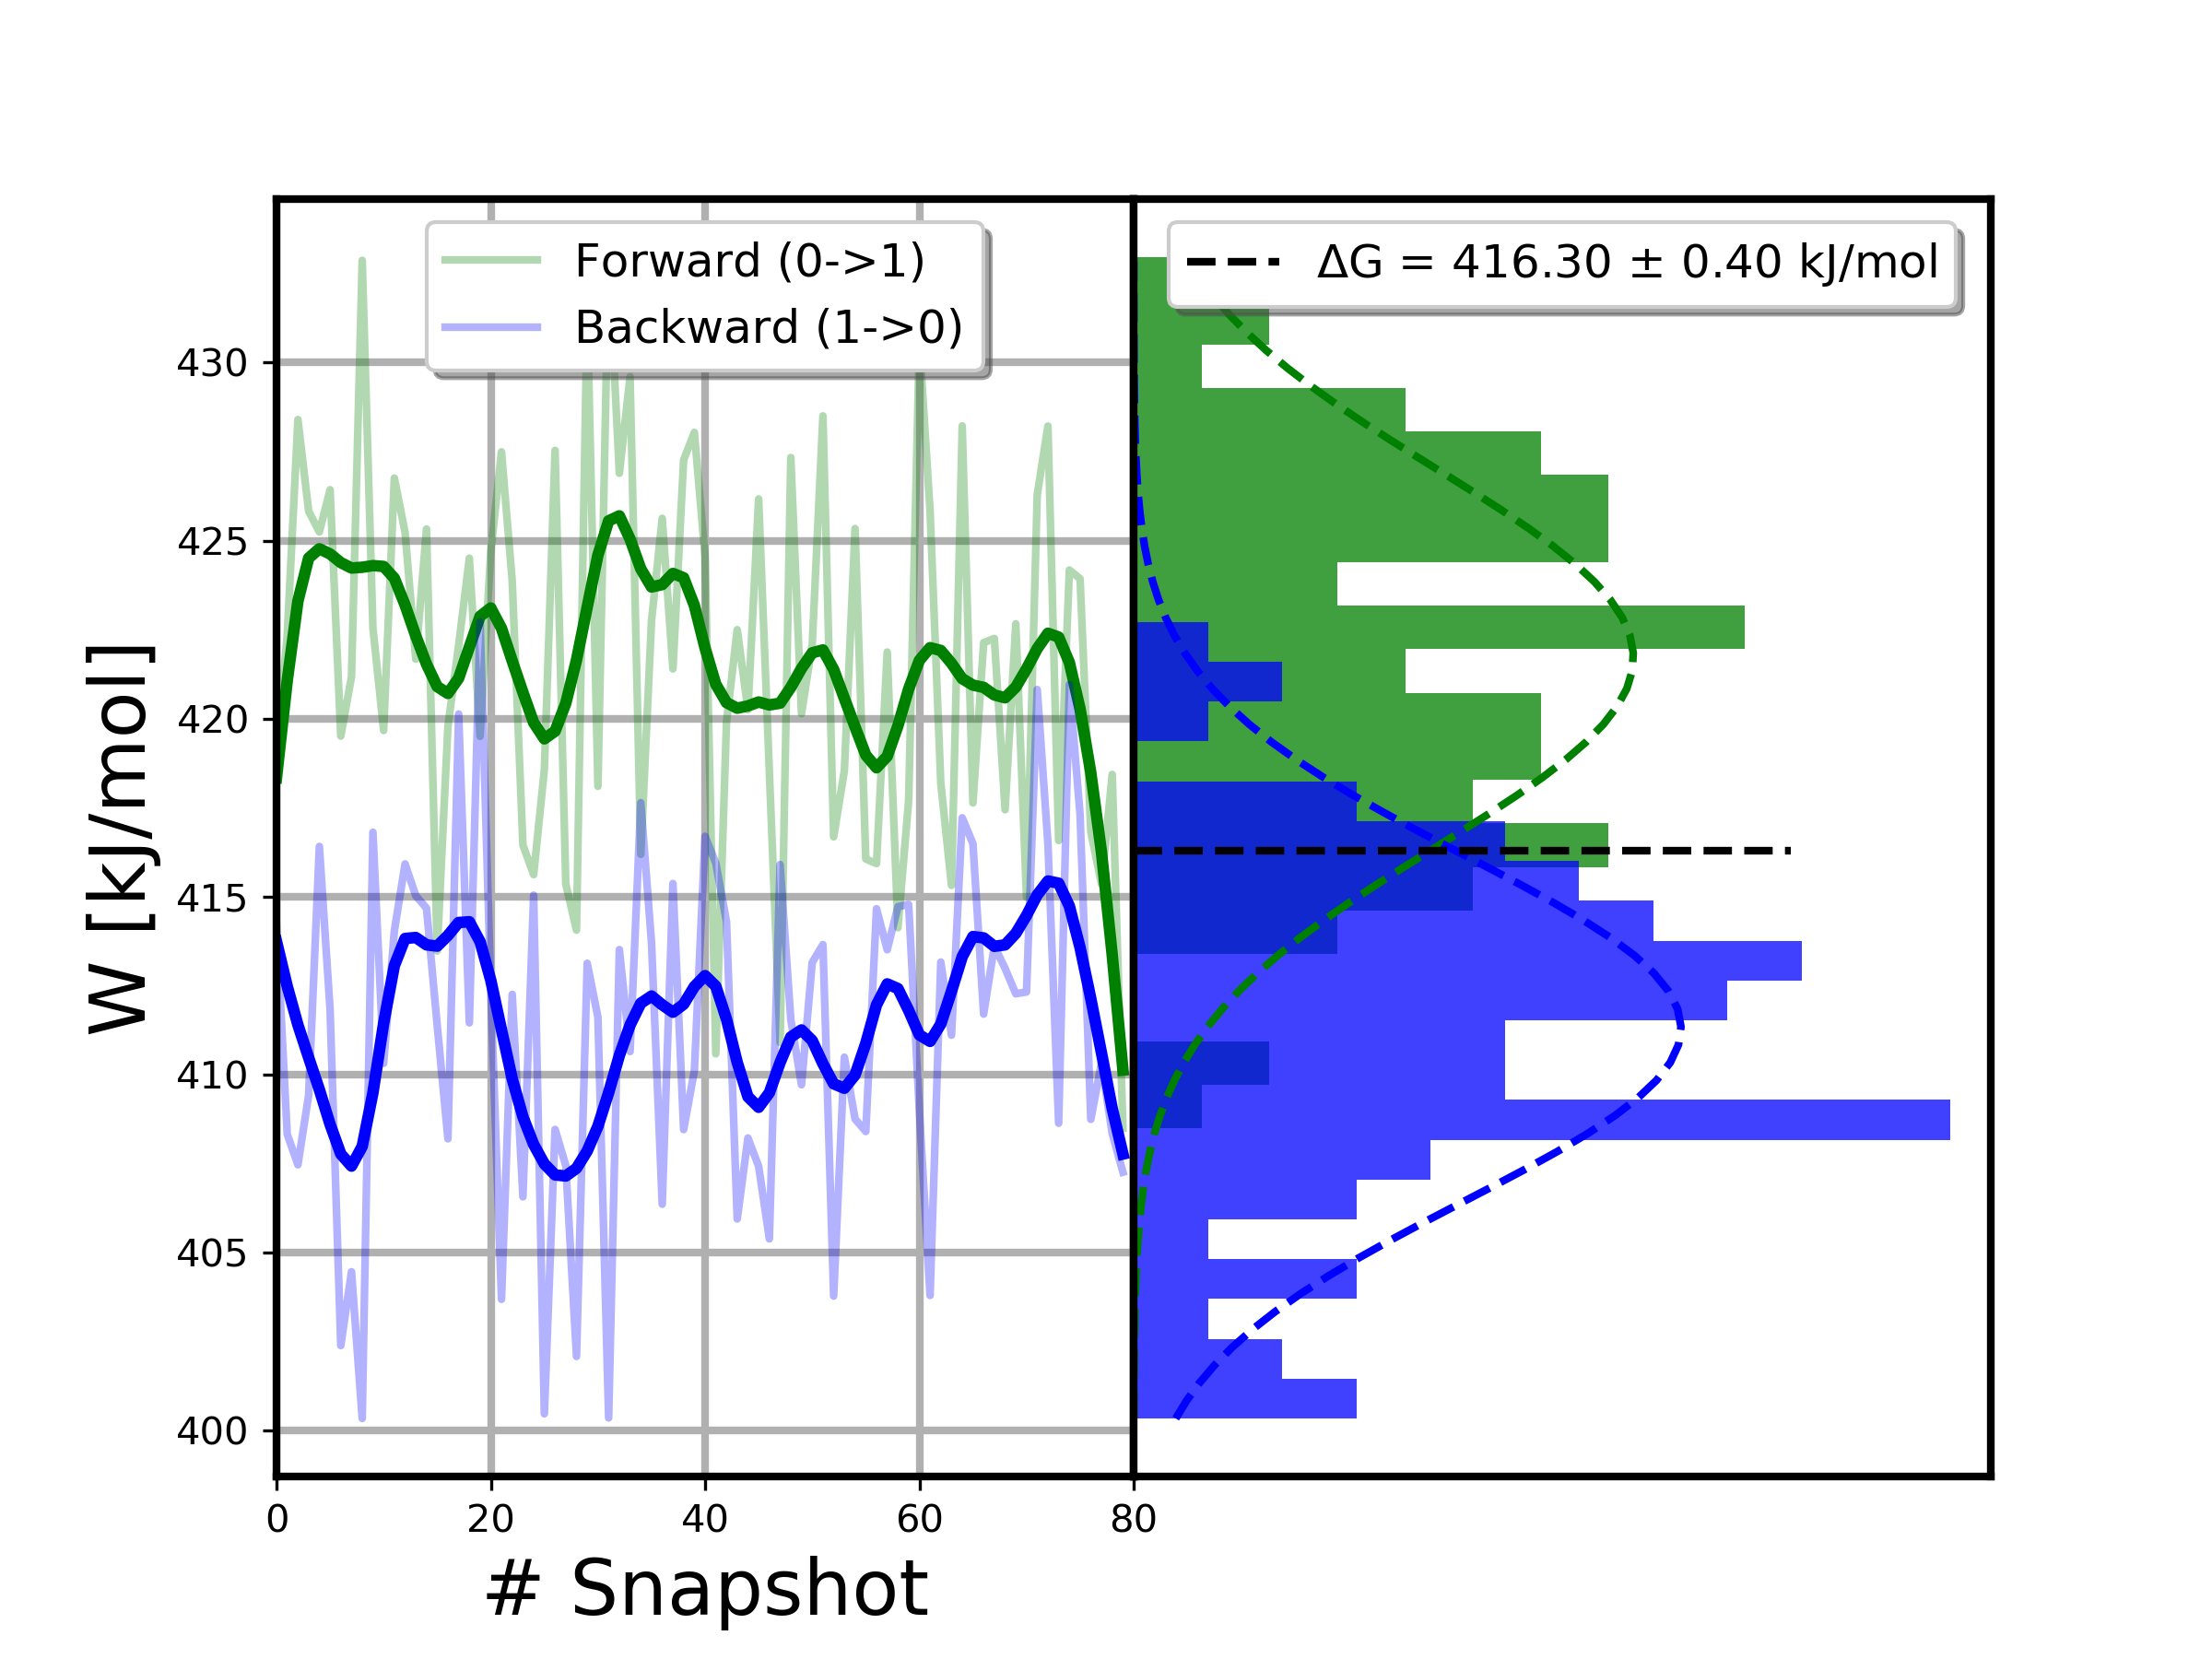 Forward (0->1)
Backward (1->0)
ΔG = 416.30 ± 0.40 kJ/mol
430
425
420
415
410
405
400
W [kJ/mol]
0 20 40 60 80
# Snapshot